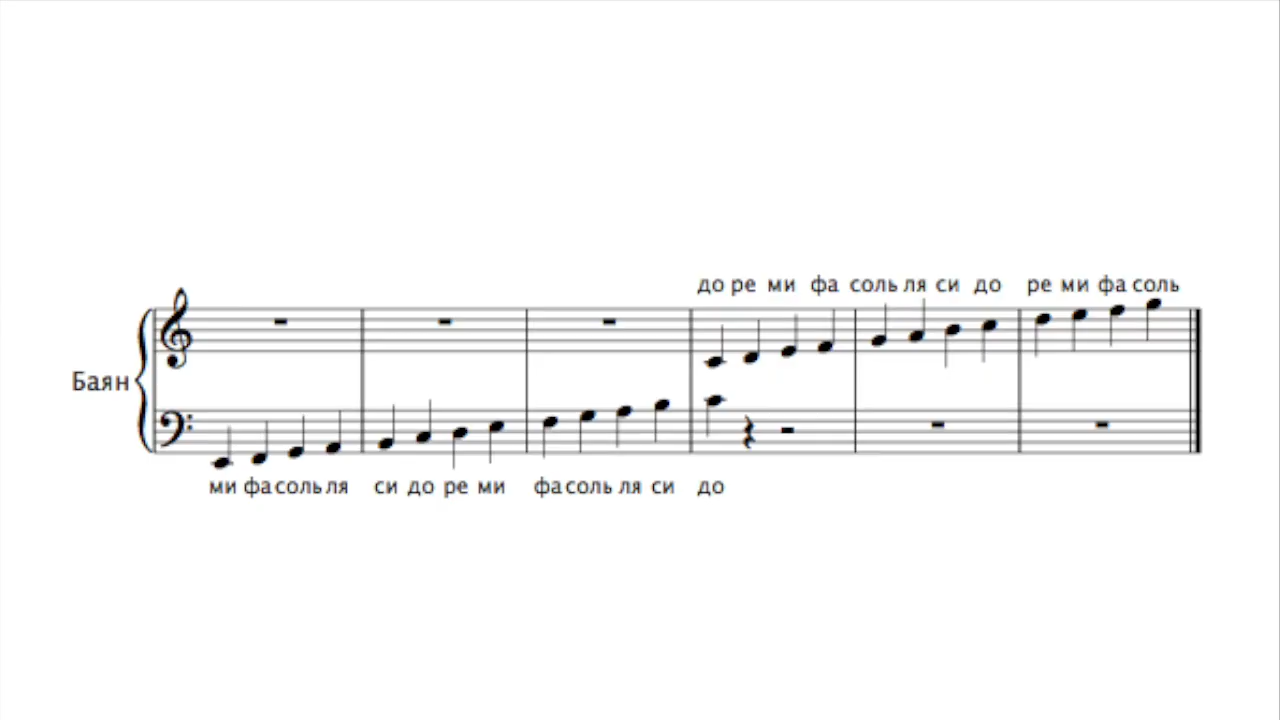 до ре ми фа соль ля си до ре ми фа соль
Баян
ми фа соль ля си до ре ми фа соль ля си до